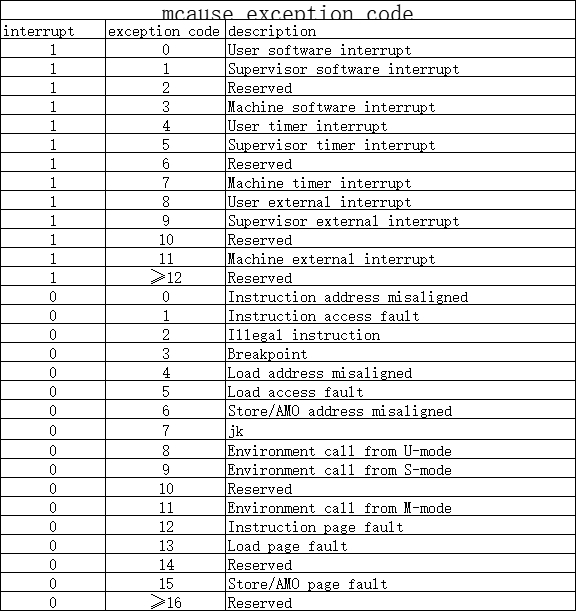 mcause exception code
interrupt exception code description
1 0 User software interrupt
1 1 Supervisor software interrupt
1 2 Reserved
1 3 Machine software interrupt
1 4 User timer interrupt
1 5 Supervisor timer interrupt
1 6 Reserved
1 7 Machine timer interrupt
1 8 User external interrupt
1 9 Supervisor external interrupt
1 10 Reserved
1 11 Machine external interrupt
1 ≥12 Reserved
0 0 Instruction address misaligned
0 1 Instruction access fault
0 2 Illegal instruction
0 3 Breakpoint
0 4 Load address misaligned
0 5 Load access fault
0 6 Store/AMO address misaligned
0 7 jk
0 8 Environment call from U-mode
0 9 Environment call from S-mode
0 10 Reserved
0 11 Environment call from M-mode
0 12 Instruction page fault
0 13 Load page fault
0 14 Reserved
0 15 Store/AMO page fault
0 ≥16 Reserved